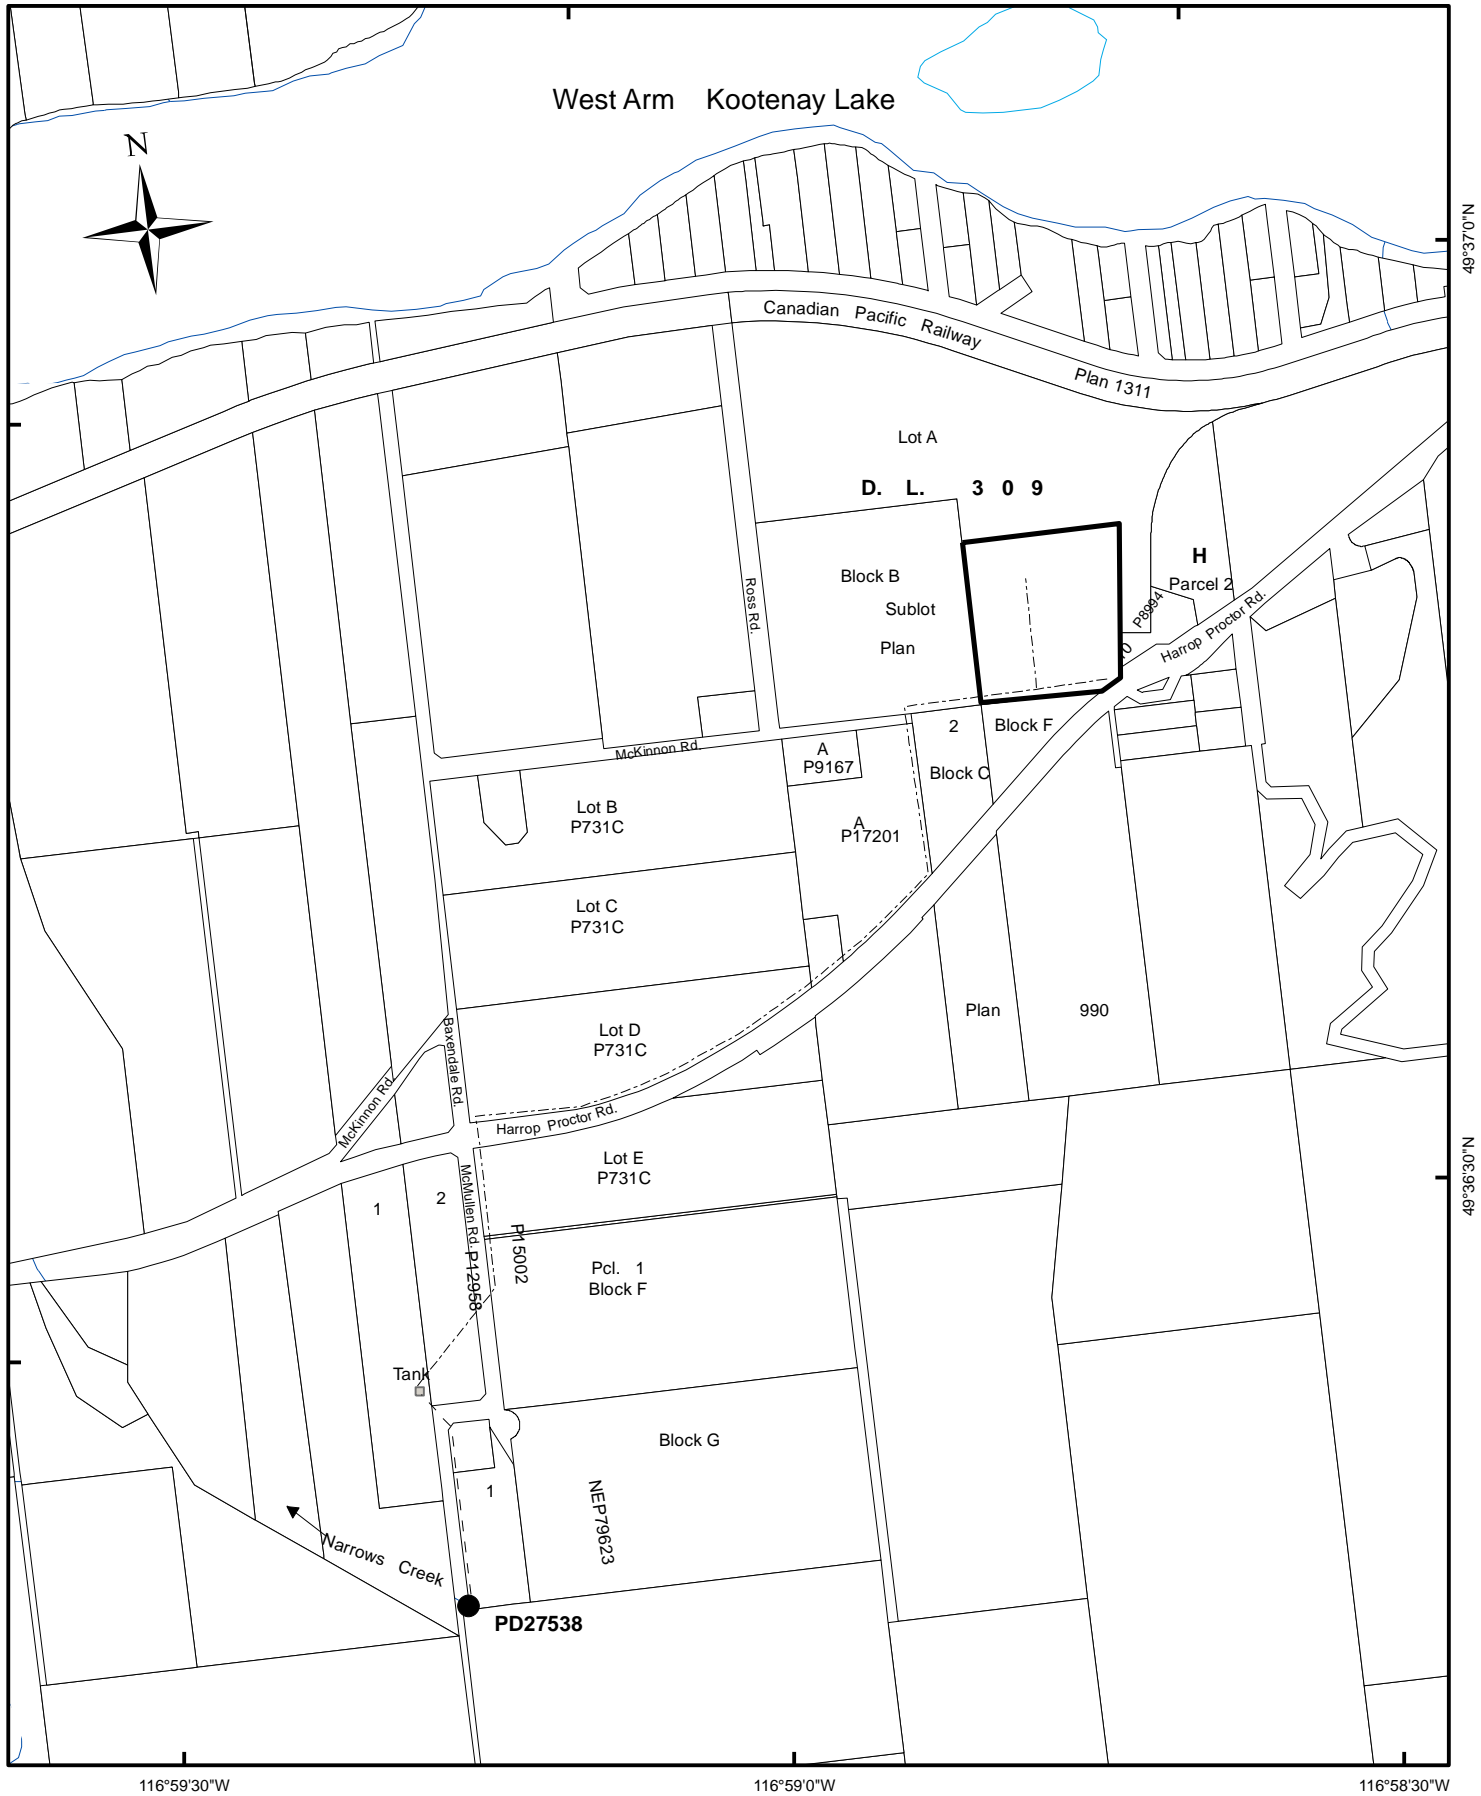 West Arm Kootenay Lake
N
49°37'0"N
Canadian Pacific Railway
Plan 1311
Lot A
D. L. 3 0 9
H
Parcel 2
P8994
Harrop Proctor Rd.
Block B
Sublot
Plan
Ross Rd.
2
Block F
McKinnon Rd.
A
P9167
Block C
Lot B
P731C
A
P17201
Lot C
P731C
Plan 990
Lot D
P731C
Baxendale Rd.
McKinnon Rd.
Harrop Proctor Rd.
Lot E
P731C
49°36'30"N
1
2
McMullen Rd.
P12958
P15002
Pcl. 1
Block F
Tank
Block G
1
NEP79623
Narrows Creek
PD27538
116°59'30"W
116°59'0"W
116°58'30"W